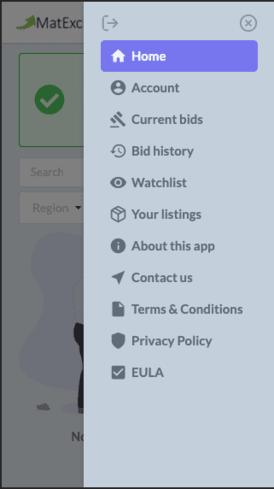 MatExc
Home
Account
Current bids
Bid history
Watchlist
Search
Your listings
Region
About this app
Contact us
Terms & Conditions
Privacy Policy
EULA
No